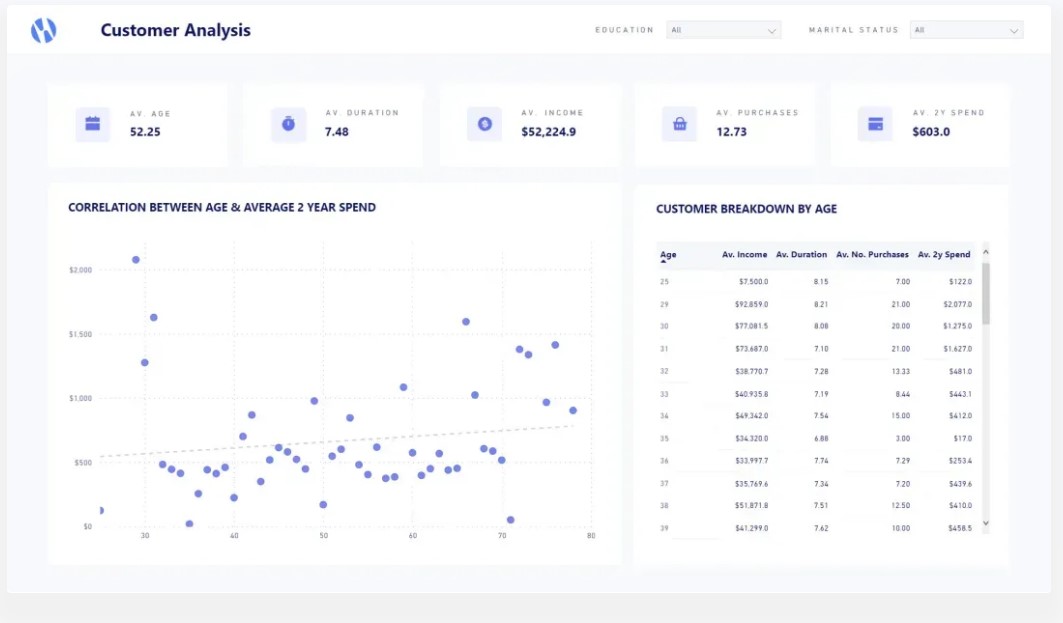 Customer Analysis
EDUCATION All
MARITAL STATUS All
AV. AGE
52.25
AV. DURATION
7.48
AV. INCOME
$52,224.9
AV. PURCHASES
12.73
AV. 2Y SPEND
$603.0
CORRELATION BETWEEN AGE & AVERAGE 2 YEAR SPEND
$2,000
$1,500
$1,000
$500
$0
30 40 50 60 70 80
CUSTOMER BREAKDOWN BY AGE
Age Av. Income Av. Duration Av. No. Purchases Av. 2y Spend
25 $7,500.0 8.15 7.00 $122.0
29 $92,859.0 8.21 21.00 $2,077.0
30 $77,081.5 8.08 20.00 $1,275.0
31 $73,687.0 7.10 21.00 $1,627.0
32 $38,770.7 7.28 13.33 $481.0
33 $40,935.8 7.19 8.44 $443.1
34 $49,342.0 7.54 15.00 $412.0
35 $34,320.0 6.88 3.00 $17.0
36 $33,997.7 7.74 7.29 $253.4
37 $35,769.6 7.34 7.20 $439.6
38 $51,871.8 7.51 12.50 $410.0
39 $41,299.0 7.62 10.00 $458.5